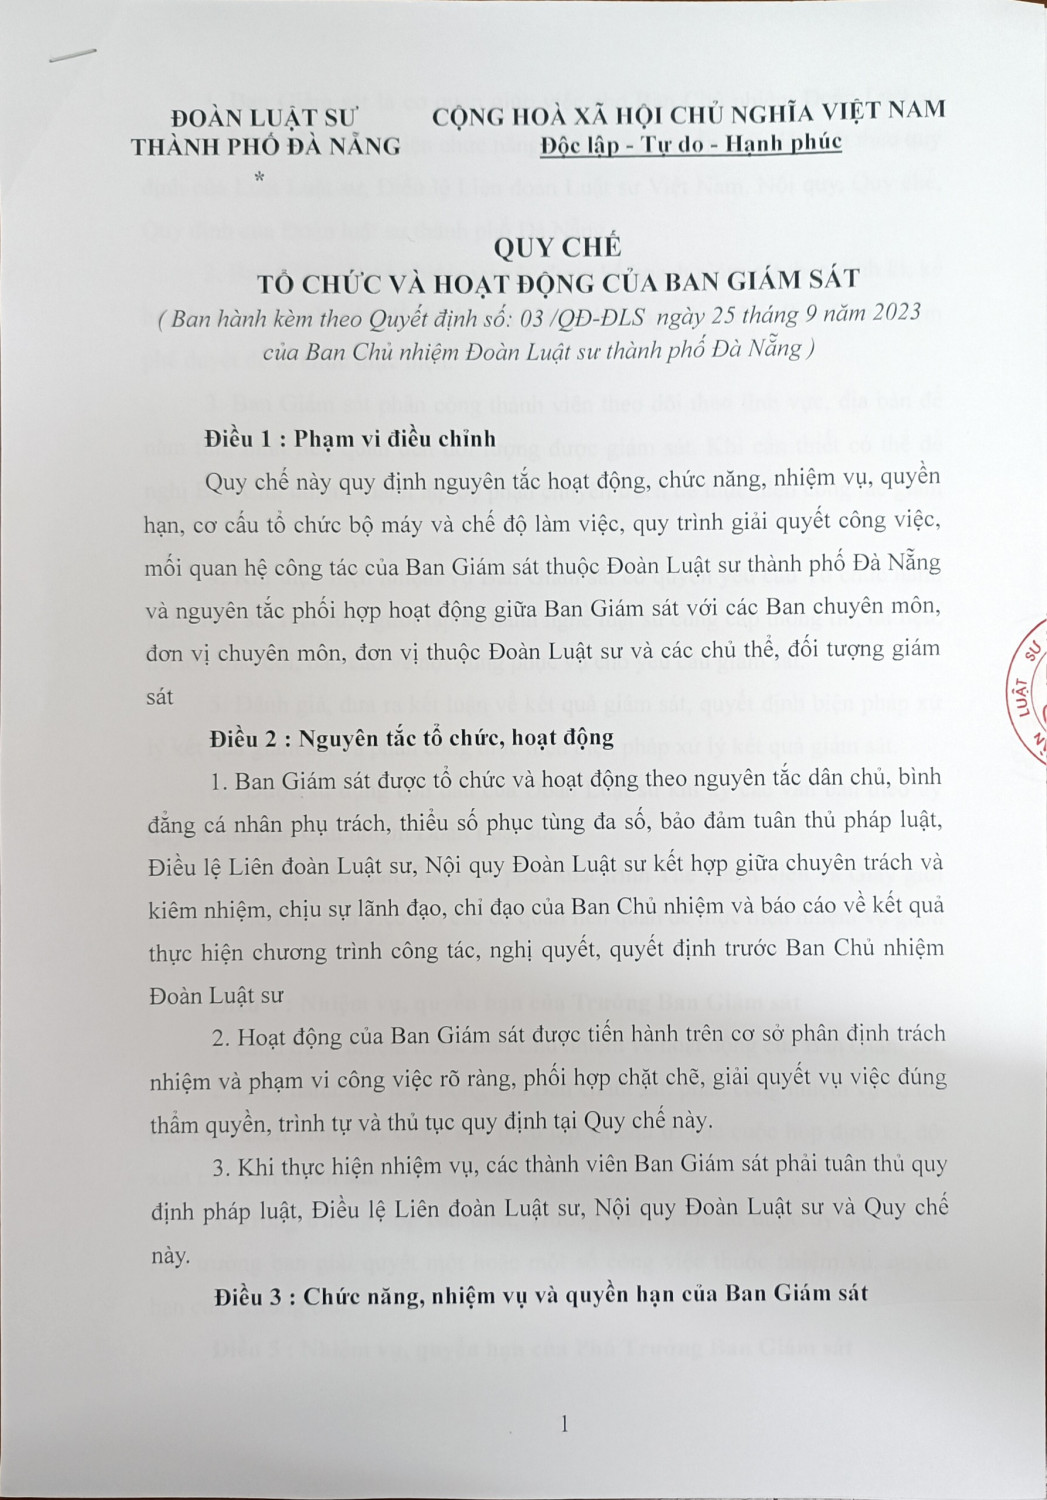 ĐOÀN LUẬT SƯ
THÀNH PHỐ ĐÀ NẴNG
*
CỘNG HOÀ XÃ HỘI CHỦ NGHĨA VIỆT NAM
Độc lập - Tự do - Hạnh phúc
QUY CHẾ
TỔ CHỨC VÀ HOẠT ĐỘNG CỦA BAN GIÁM SÁT
( Ban hành kèm theo Quyết định số: 03 /QĐ-ĐLS ngày 25 tháng 9 năm 2023
của Ban Chủ nhiệm Đoàn Luật sư thành phố Đà Nẵng )
Điều 1 : Phạm vi điều chỉnh
Quy chế này quy định nguyên tắc hoạt động, chức năng, nhiệm vụ, quyền
hạn, cơ cấu tổ chức bộ máy và chế độ làm việc, quy trình giải quyết công việc,
mối quan hệ công tác của Ban Giám sát thuộc Đoàn Luật sư thành phố Đà Nẵng
và nguyên tắc phối hợp hoạt động giữa Ban Giám sát với các Ban chuyên môn,
đơn vị chuyên môn, đơn vị thuộc Đoàn Luật sư và các chủ thể, đối tượng giám
sát
Điều 2 : Nguyên tắc tổ chức, hoạt động
1. Ban Giám sát được tổ chức và hoạt động theo nguyên tắc dân chủ, bình
đẳng cá nhân phụ trách, thiểu số phục tùng đa số, bảo đảm tuân thủ pháp luật,
Điều lệ Liên đoàn Luật sư, Nội quy Đoàn Luật sư kết hợp giữa chuyên trách và
kiêm nhiệm, chịu sự lãnh đạo, chỉ đạo của Ban Chủ nhiệm và báo cáo về kết quả
thực hiện chương trình công tác, nghị quyết, quyết định trước Ban Chủ nhiệm
Đoàn Luật sư
2. Hoạt động của Ban Giám sát được tiến hành trên cơ sở phân định trách
nhiệm và phạm vi công việc rõ ràng, phối hợp chặt chẽ, giải quyết vụ việc đúng
thẩm quyền, trình tự và thủ tục quy định tại Quy chế này.
3. Khi thực hiện nhiệm vụ, các thành viên Ban Giám sát phải tuân thủ quy
định pháp luật, Điều lệ Liên đoàn Luật sư, Nội quy Đoàn Luật sư và Quy chế
này.
Điều 3 : Chức năng, nhiệm vụ và quyền hạn của Ban Giám sát
LUẬT SƯ
1